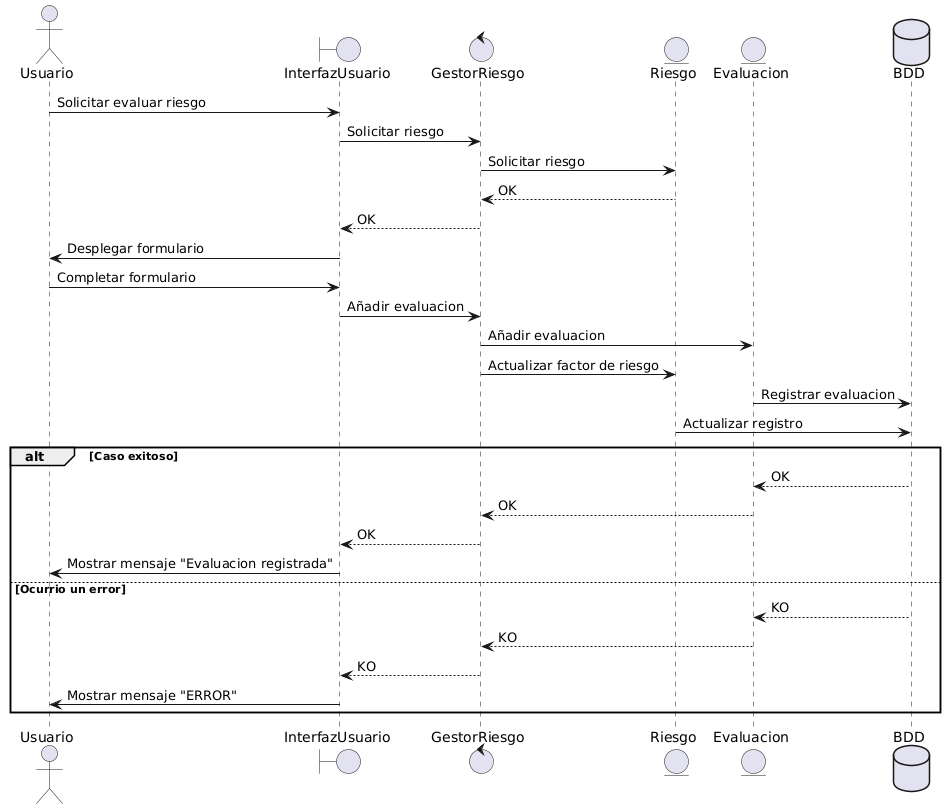 Usuario
InterfazUsuario
GestorRiesgo
Riesgo
Evaluacion
BDD
Solicitar evaluar riesgo
Solicitar riesgo
Solicitar riesgo
OK
OK
Desplegar formulario
Completar formulario
Añadir evaluacion
Añadir evaluacion
Actualizar factor de riesgo
Registrar evaluacion
Actualizar registro
alt [Caso exitoso]
OK
OK
OK
Mostrar mensaje "Evaluacion registrada"
[Ocurrio un error]
KO
KO
KO
Mostrar mensaje "ERROR"
Usuario
InterfazUsuario
GestorRiesgo
Riesgo
Evaluacion
BDD